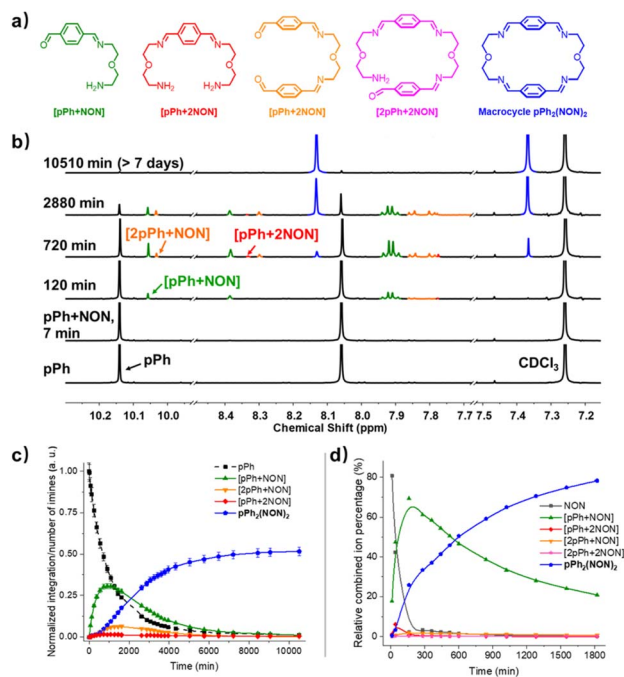 a)
O
N
O
NH2
[pPh+NON]
N
N
O
O
NH2
H2N
[pPh+2NON]
O
N
O
O
N
[pPh+2NON]
N
N
O
O
NH2
O
N
[2pPh+2NON]
N
N
O
O
N
N
Macrocycle pPh2(NON)2
b)
10510 min (> 7 days)
2880 min
[2pPh+NON]
[pPh+2NON]
720 min
[pPh+NON]
120 min
pPh+NON,
7 min
pPh
pPh
CDCl3
10.2 10.1 10.0 8.4 8.3 8.2 8.1 8.0 7.9 7.8 7.7 7.5 7.4 7.3 7.2
Chemical Shift (ppm)
c)
Normalized integration/number of imines (a. u.)
1.00
0.75
0.50
0.25
0.00
pPh
[pPh+NON]
[2pPh+NON]
[pPh+2NON]
pPh2(NON)2
0 2000 4000 6000 8000 10000
Time (min)
d)
Relative combined ion percentage (%)
80
60
40
20
0
NON
[pPh+NON]
[pPh+2NON]
[2pPh+NON]
[2pPh+2NON]
pPh2(NON)2
0 300 600 900 1200 1500 1800
Time (min)